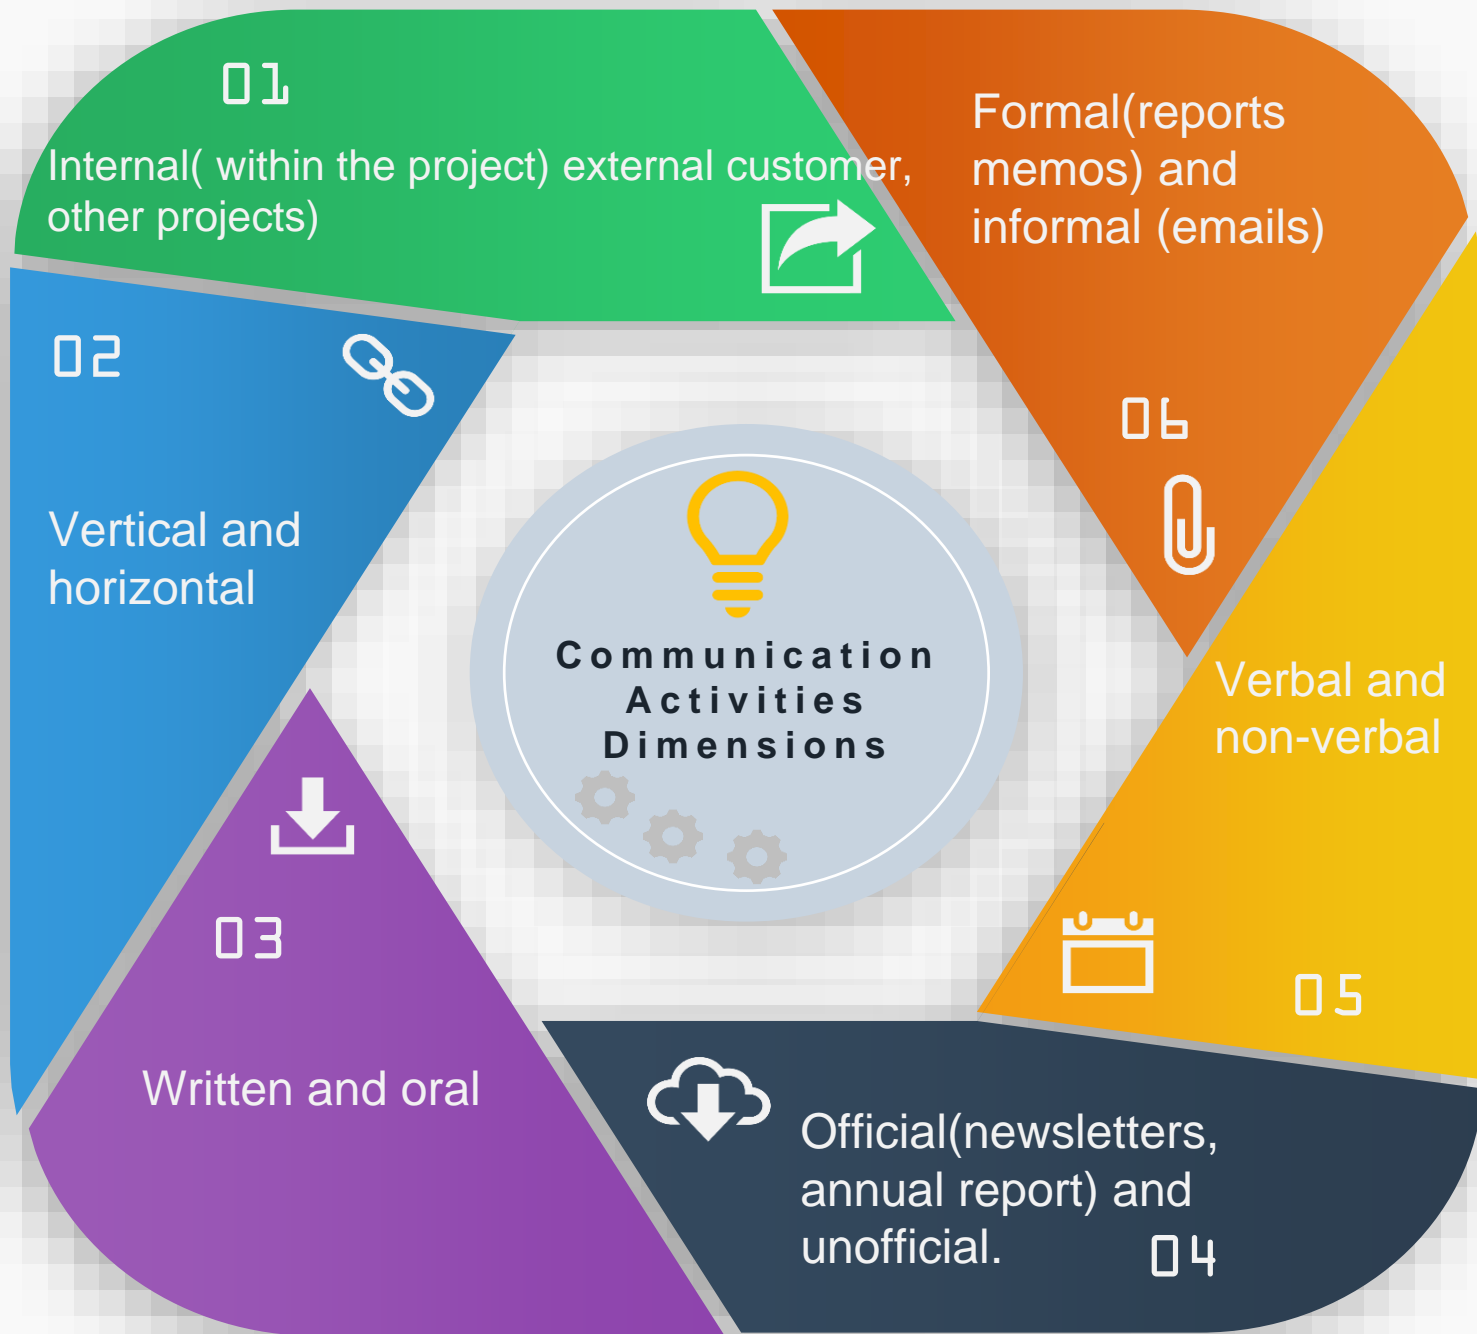 01
Internal( within the project) external customer,
other projects)
02
Vertical and
horizontal
03
Written and oral
04
Official(newsletters,
annual report) and
unofficial.
05
Verbal and
non-verbal
06
Formal(reports
memos) and
informal (emails)
Communication
Activities
Dimensions